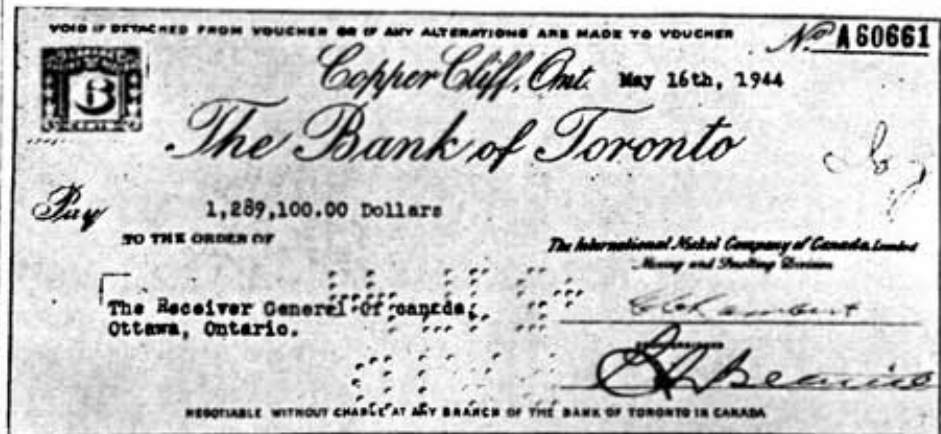 VOID IF DETACHED FROM VOUCHER OR IF ANY ALTERATIONS ARE MADE TO VOUCHER
No A 60661
6
Copper Cliff, Ont. May 16th, 1944
The Bank of Toronto
Pay 1,289,100.00 Dollars
TO THE ORDER OF
The International Nickel Company of Canada, Limited
Mining and Smelting Division
The Receiver General Of canada,
Ottawa, Ontario.
NEGOTIABLE WITHOUT CHARGE AT ANY BRANCH OF THE BANK OF TORONTO IN CANADA